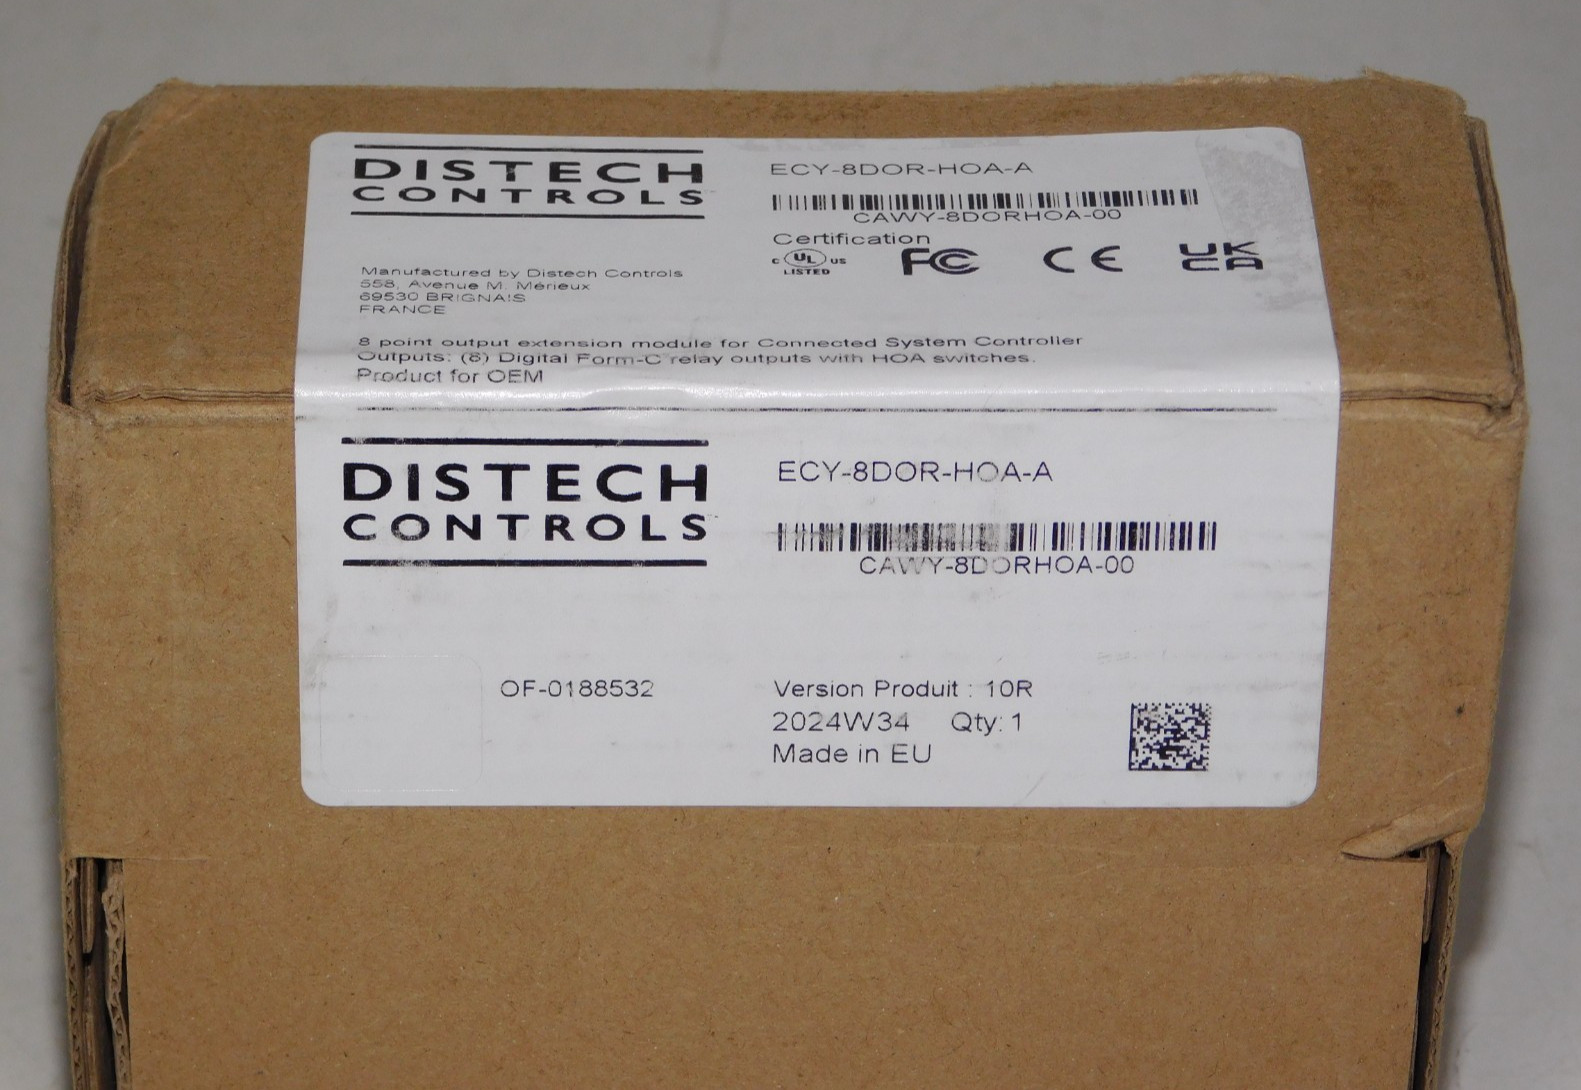 DISTECH
CONTROLS
ECY-8DOR-HOA-A
CAWY-8DORHOA-00
Certification
C UL US
LISTED
FC
CE
UK
CA
Manufactured by Distech Controls
558, Avenue M. Mérieux
69530 BRIGNAIS
FRANCE
8 point output extension module for Connected System Controller
Outputs: (8) Digital Form-C relay outputs with HOA switches.
Product for OEM
DISTECH
CONTROLS
ECY-8DOR-HOA-A
CAWY-8DORHOA-00
OF-0188532
Version Produit : 10R
2024W34 Qty: 1
Made in EU